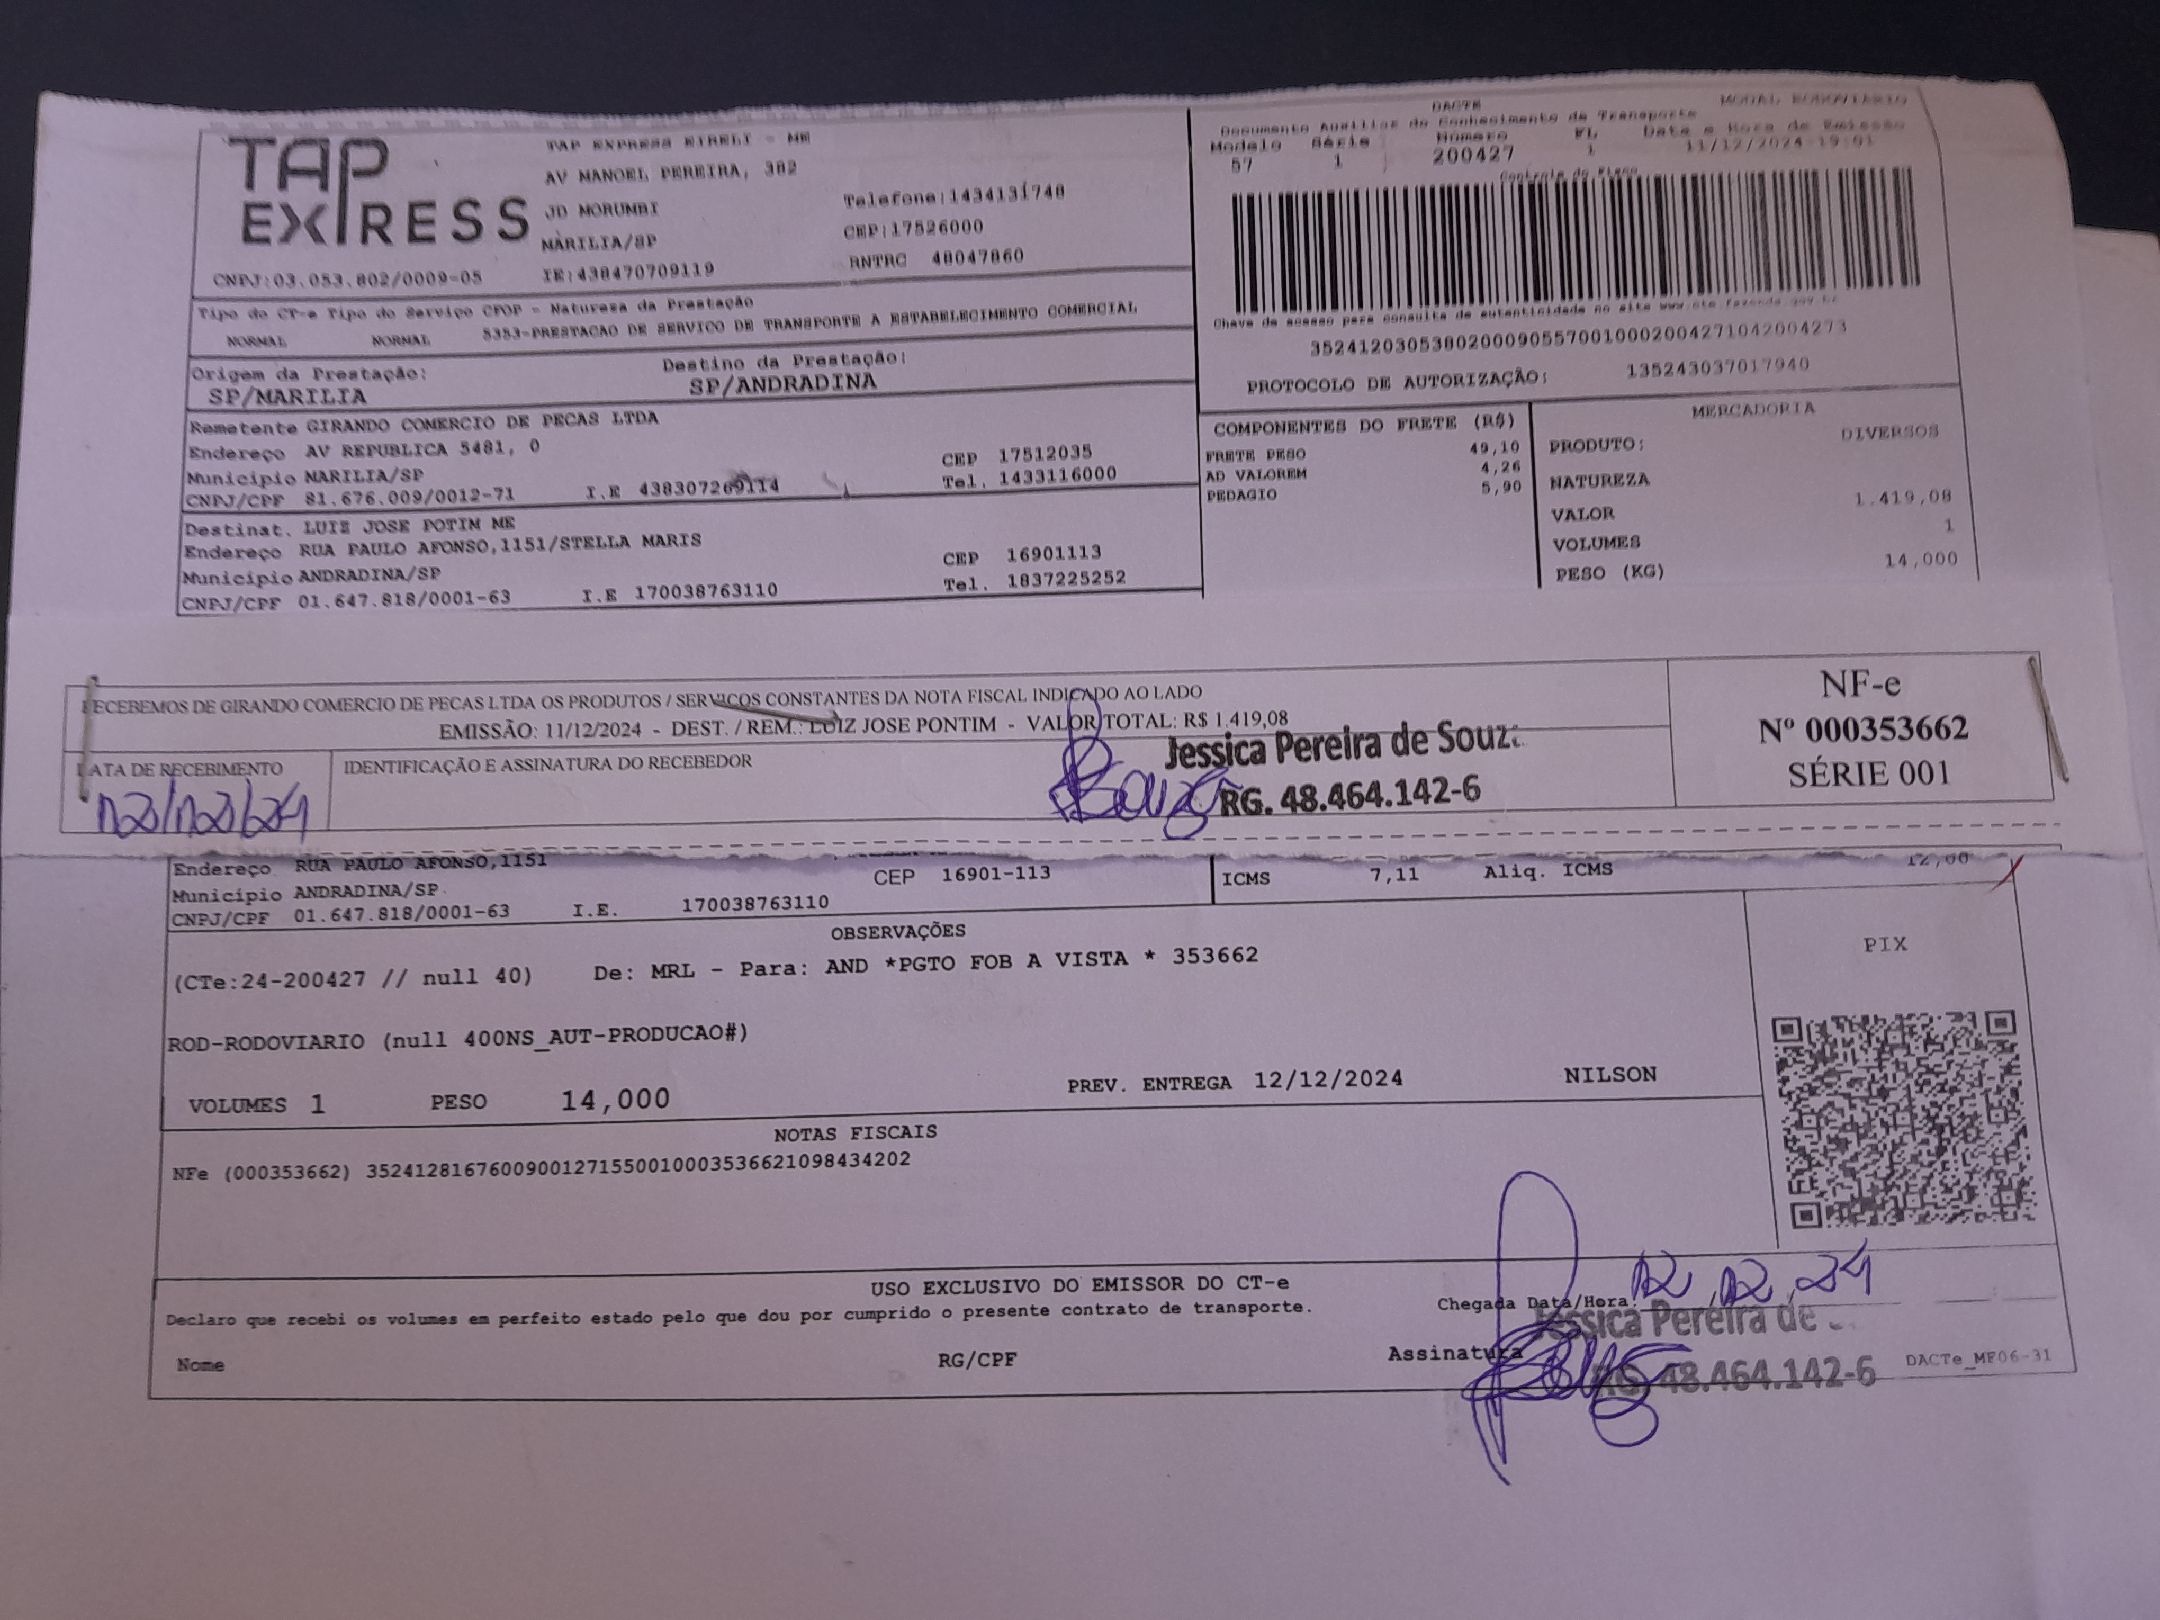 TAP EXPRESS
TAP EXPRESS EIRELI - ME
AV MANOEL PEREIRA, 382
JD MORUMBI
Telefone:1434131748
MARILIA/SP
CEP:17526000
CNPJ:03.053.802/0009-05 IE:438470709119
RNTRC 48047860
DACTE MODAL RODOVIARIO
Documento Auxiliar do Conhecimento de Transporte
Modelo Série Número FL Data e Hora de Emissão
57 1 200427 1 11/12/2024 19:01
Controle do Fisco
Chave de acesso para consulta de autenticidade no site www.cte.fazenda.gov.br
PROTOCOLO DE AUTORIZAÇÃO: 135243037017940
Tipo do CT-e Tipo do Serviço CFOP - Natureza da Prestação
NORMAL NORMAL 5353-PRESTACAO DE SERVICO DE TRANSPORTE A ESTABELECIMENTO COMERCIAL
Origem da Prestação: Destino da Prestação:
SP/MARILIA SP/ANDRADINA
Remetente GIRANDO COMERCIO DE PECAS LTDA
Endereço AV REPUBLICA 5481, 0
CEP 17512035
Município MARILIA/SP
Tel. 1433116000
CNPJ/CPF 81.676.009/0012-71 I.E 438307269114
Destinat. LUIZ JOSE POTIM ME
Endereço RUA PAULO AFONSO,1151/STELLA MARIS
CEP 16901113
Município ANDRADINA/SP
Tel. 1837225252
CNPJ/CPF 01.647.818/0001-63 I.E 170038763110
COMPONENTES DO FRETE (R$)
FRETE PESO 49,10
AD VALOREM 4,26
PEDAGIO 5,90
MERCADORIA
PRODUTO: DIVERSOS
NATUREZA
VALOR 1.419,08
VOLUMES 1
PESO (KG) 14,000
RECEBEMOS DE GIRANDO COMERCIO DE PECAS LTDA OS PRODUTOS / SERVIÇOS CONSTANTES DA NOTA FISCAL INDICADO AO LADO
EMISSÃO: 11/12/2024 - DEST. / REM.: LUIZ JOSE PONTIM - VALOR TOTAL: R$ 1.419,08
DATA DE RECEBIMENTO
12/12/24
IDENTIFICAÇÃO E ASSINATURA DO RECEBEDOR
Souza
Jessica Pereira de Souz
RG. 48.464.142-6
NF-e
Nº 000353662
SÉRIE 001
Endereço RUA PAULO AFONSO,1151
CEP 16901-113
ICMS 7,11 Aliq. ICMS 12,00
Município ANDRADINA/SP
CNPJ/CPF 01.647.818/0001-63 I.E. 170038763110
OBSERVAÇÕES
(CTe:24-200427 // null 40) De: MRL - Para: AND *PGTO FOB A VISTA * 353662
PIX
ROD-RODOVIARIO (null 400NS_AUT-PRODUCAO#)
VOLUMES 1 PESO 14,000 PREV. ENTREGA 12/12/2024 NILSON
NOTAS FISCAIS
NFe (000353662) 35241281676009001271550010003536621098434202
USO EXCLUSIVO DO EMISSOR DO CT-e
Declaro que recebi os volumes em perfeito estado pelo que dou por cumprido o presente contrato de transporte.
Chegada Data/Hora: 12 12 24
Jessica Pereira de
Nome RG/CPF Assinatura
RG. 48.464.142-6
DACTe_MF06-31